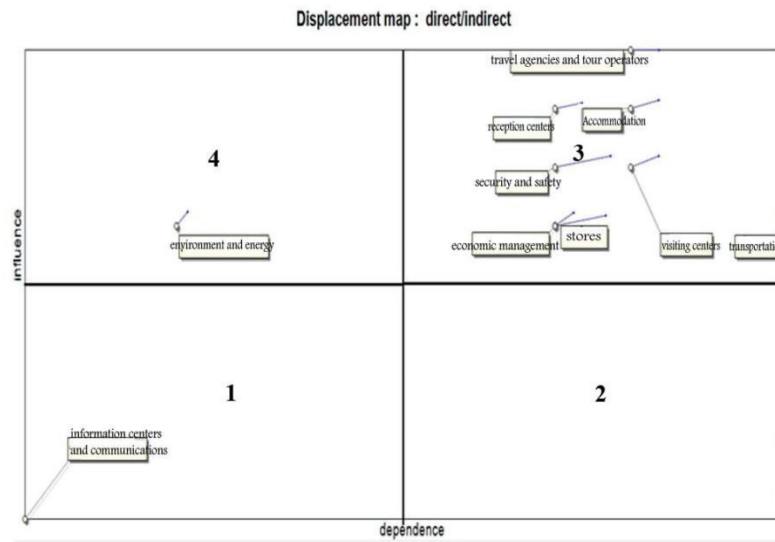 Displacement map : direct/indirect
travel agencies and tour operators
reception centers
Accommodation
4
3
security and safety
environment and energy
economic management
stores
visiting centers
transportatio
influence
1
2
information centers
and communications
dependence